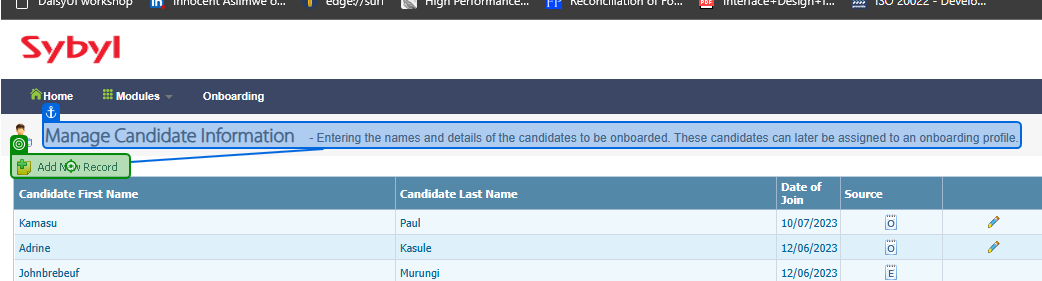 DaisyUI workshop
in Innocent Asiimwe o...
edge://surf
High Performance...
FP Reconciliation of Fo...
PDF Interface+Design+I...
ISO 20022 - Develo...
Sybyl
Home Modules Onboarding
Manage Candidate Information - Entering the names and details of the candidates to be onboarded. These candidates can later be assigned to an onboarding profile.
Add New Record
Candidate First Name Candidate Last Name Date of Join Source
Kamasu Paul 10/07/2023 O
Adrine Kasule 12/06/2023 O
Johnbrebeuf Murungi 12/06/2023 E